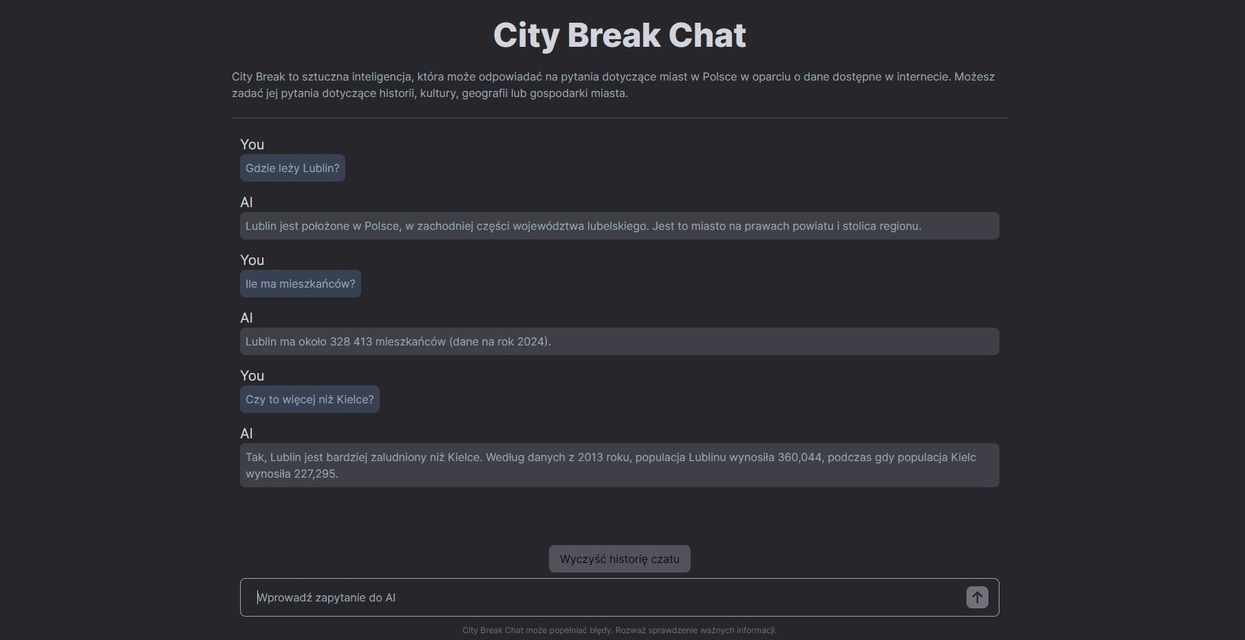 City Break Chat
City Break to sztuczna inteligencja, która może odpowiadać na pytania dotyczące miast w Polsce w oparciu o dane dostępne w internecie. Możesz
zadać jej pytania dotyczące historii, kultury, geografii lub gospodarki miasta.
You
Gdzie leży Lublin?
AI
Lublin jest położone w Polsce, w zachodniej części województwa lubelskiego. Jest to miasto na prawach powiatu i stolica regionu.
You
Ile ma mieszkańców?
AI
Lublin ma około 328 413 mieszkańców (dane na rok 2024).
You
Czy to więcej niż Kielce?
AI
Tak, Lublin jest bardziej zaludniony niż Kielce. Według danych z 2013 roku, populacja Lublinu wynosiła 360,044, podczas gdy populacja Kielc
wynosiła 227,295.
Wyczyść historię czatu
Wprowadź zapytanie do AI
City Break Chat może popełniać błędy. Rozważ sprawdzenie ważnych informacji.